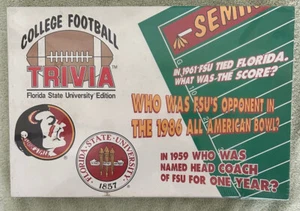 COLLEGE FOOTBALL
TRIVIA™
Florida State University Edition
SEMIN
IN 1961 FSU TIED FLORIDA.
WHAT WAS THE SCORE?
WHO WAS FSU'S OPPONENT IN
THE 1986 ALL AMERICAN BOWL?
IN 1959 WHO WAS
NAMED HEAD COACH
OF FSU FOR ONE YEAR?
FLORIDA · STATE · UNIVERSITY
1857